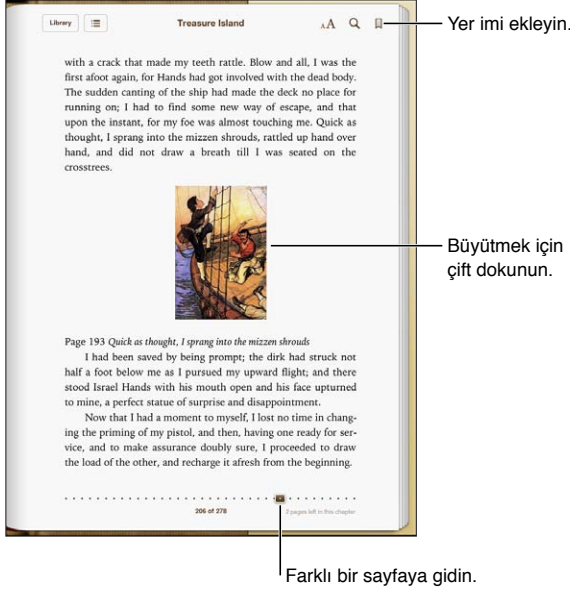 Library
Treasure Island
AA
Yer imi ekleyin.
with a crack that made my teeth rattle. Blow and all, I was the
first afoot again, for Hands had got involved with the dead body.
The sudden canting of the ship had made the deck no place for
running on; I had to find some new way of escape, and that
upon the instant, for my foe was almost touching me. Quick as
thought, I sprang into the mizzen shrouds, rattled up hand over
hand, and did not draw a breath till I was seated on the
crosstrees.
Büyütmek için
çift dokunun.
Page 193 Quick as thought, I sprang into the mizzen shrouds
I had been saved by being prompt; the dirk had struck not
half a foot below me as I pursued my upward flight; and there
stood Israel Hands with his mouth open and his face upturned
to mine, a perfect statue of surprise and disappointment.
Now that I had a moment to myself, I lost no time in chang-
ing the priming of my pistol, and then, having one ready for ser-
vice, and to make assurance doubly sure, I proceeded to draw
the load of the other, and recharge it afresh from the beginning.
206 of 278
2 pages left in this chapter
Farklı bir sayfaya gidin.